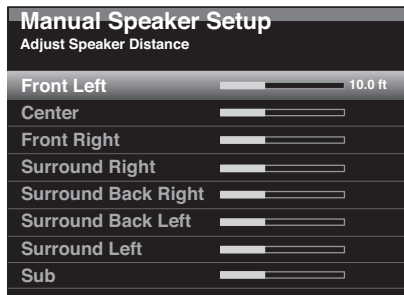 Manual Speaker Setup
Adjust Speaker Distance
Front Left 10.0 ft
Center
Front Right
Surround Right
Surround Back Right
Surround Back Left
Surround Left
Sub